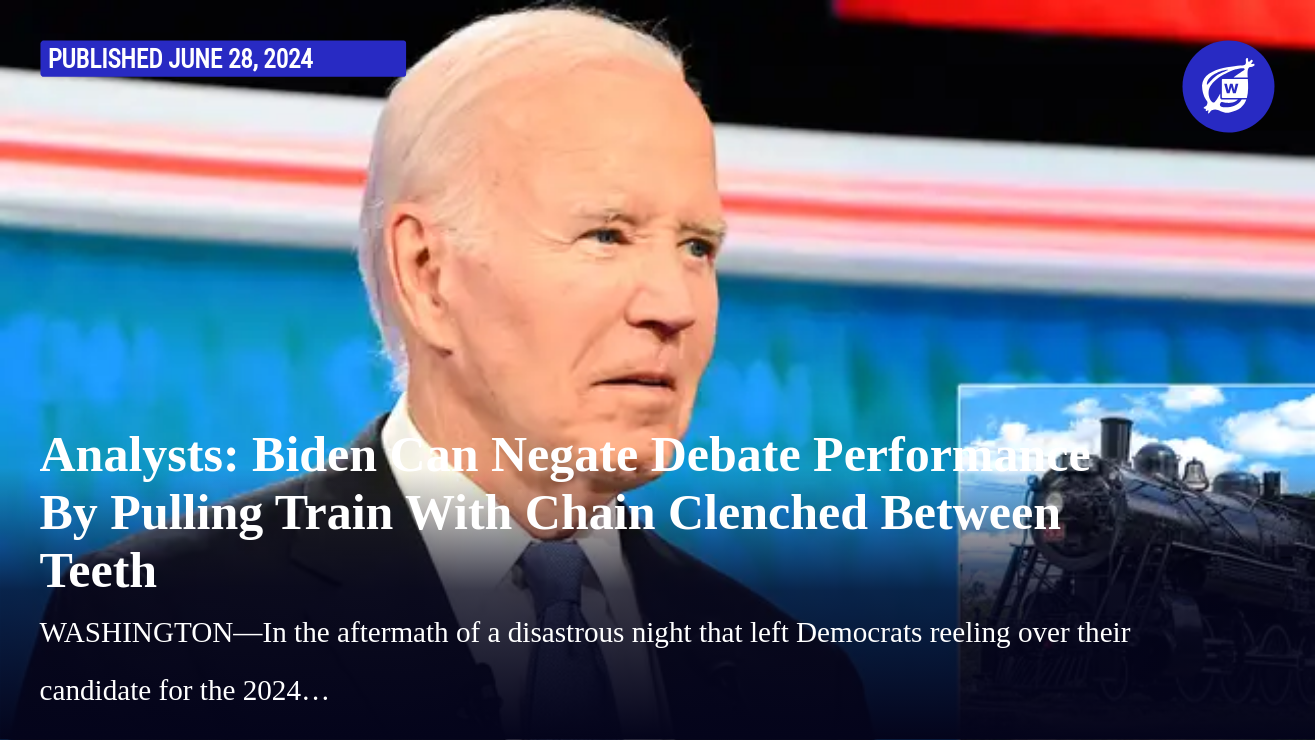 PUBLISHED JUNE 28, 2024
W
Analysts: Biden Can Negate Debate Performance
By Pulling Train With Chain Clenched Between
Teeth
WASHINGTON—In the aftermath of a disastrous night that left Democrats reeling over their
candidate for the 2024…